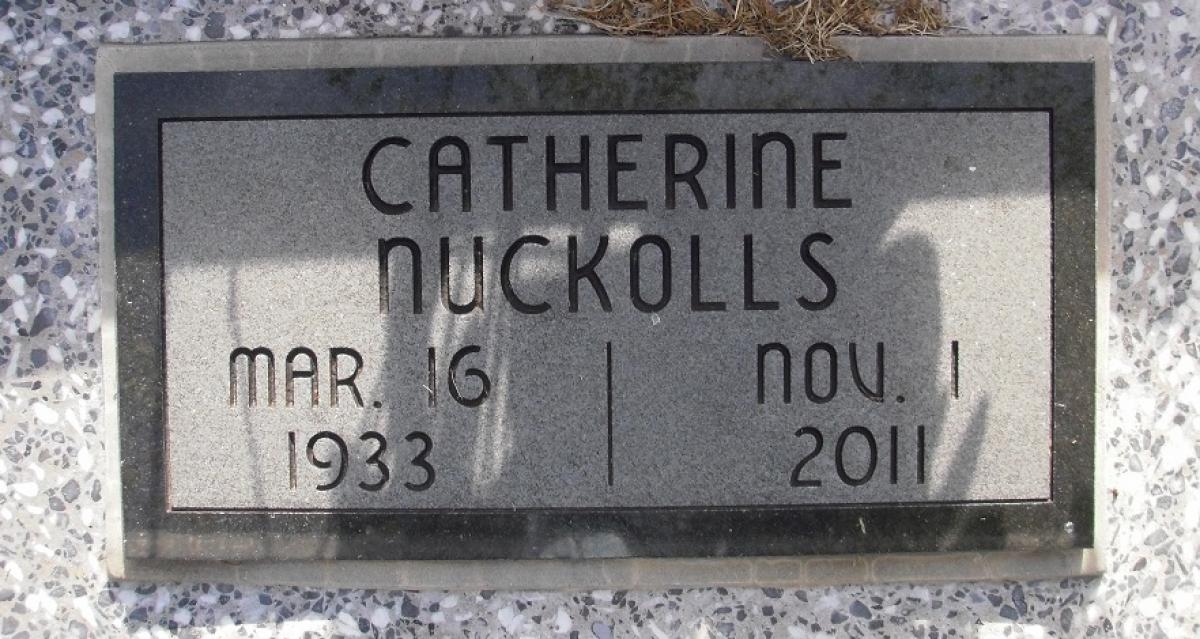 CATHERINE
NUCKOLLS
MAR. 16 NOV. 1
1933 2011